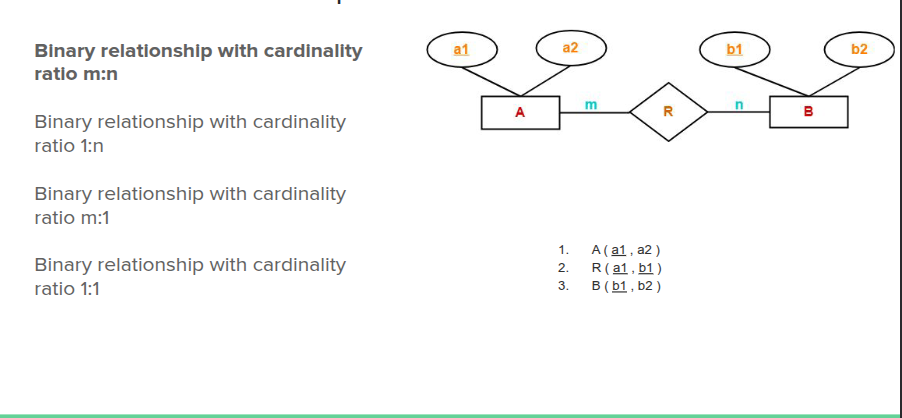 Binary relationship with cardinality
ratio m:n
Binary relationship with cardinality
ratio 1:n
Binary relationship with cardinality
ratio m:1
Binary relationship with cardinality
ratio 1:1
a1 a2 b1 b2
A m R n B
1. A ( a1 , a2 )
2. R ( a1 , b1 )
3. B ( b1 , b2 )